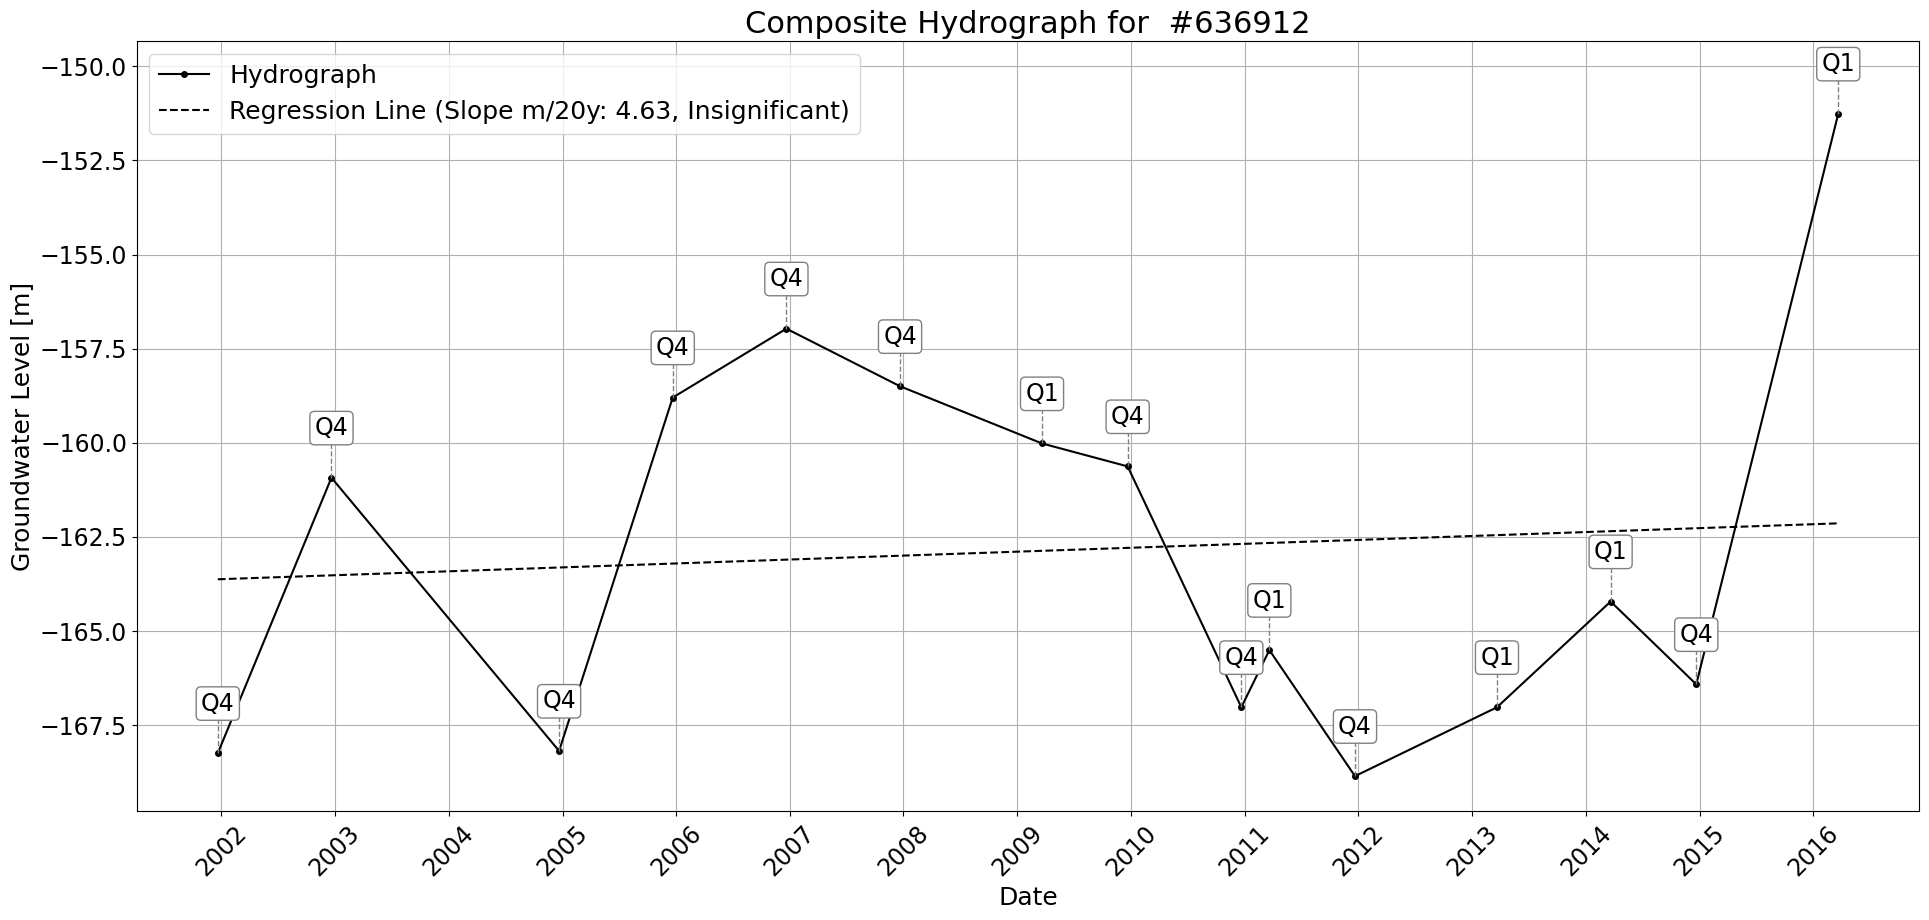 Composite Hydrograph for  #636912
Hydrograph
Regression Line (Slope m/20y: 4.63, Insignificant)
Groundwater Level [m]
−150.0
−152.5
−155.0
−157.5
−160.0
−162.5
−165.0
−167.5
Q4
Q4
Q4
Q4
Q4
Q4
Q1
Q4
Q4
Q1
Q4
Q1
Q1
Q4
Q1
2002
2003
2004
2005
2006
2007
2008
2009
2010
2011
2012
2013
2014
2015
2016
Date